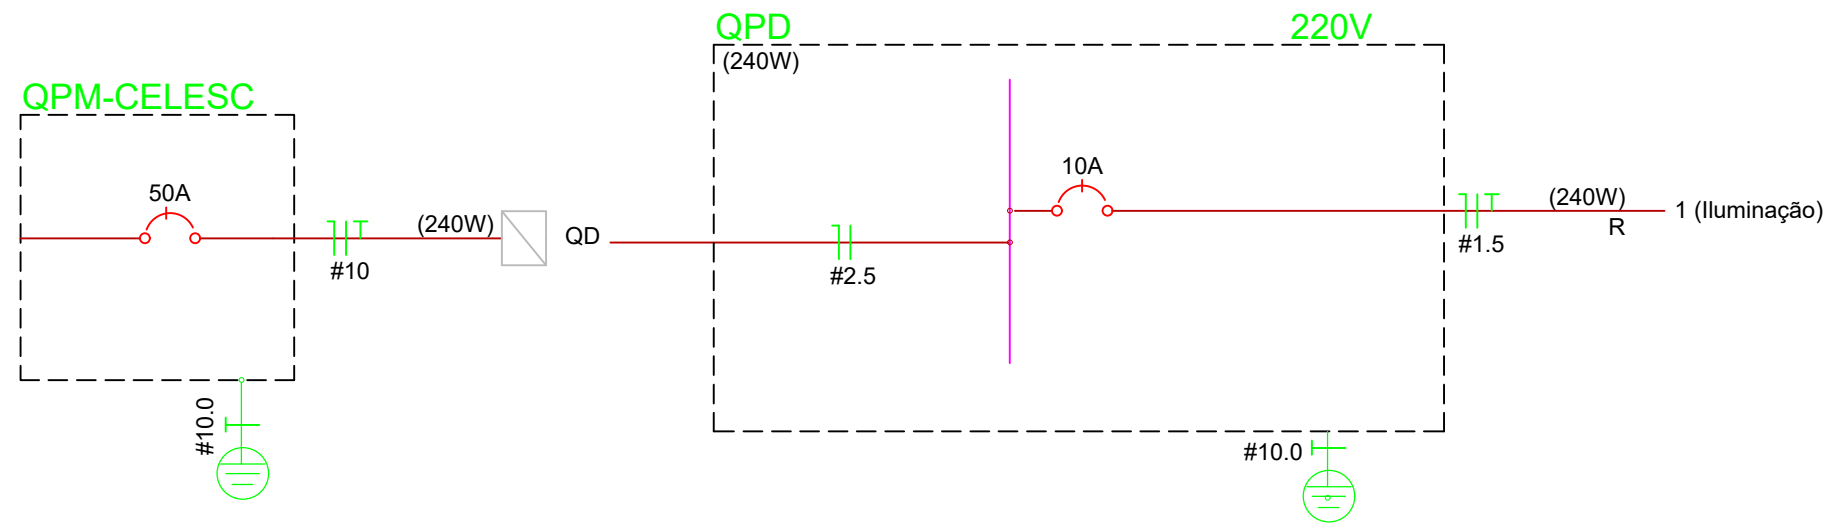 QPM-CELESC
50A
#10
(240W)
#10.0
QD
QPD
220V
(240W)
#2.5
10A
#1.5
(240W)
R
1 (Iluminação)
#10.0